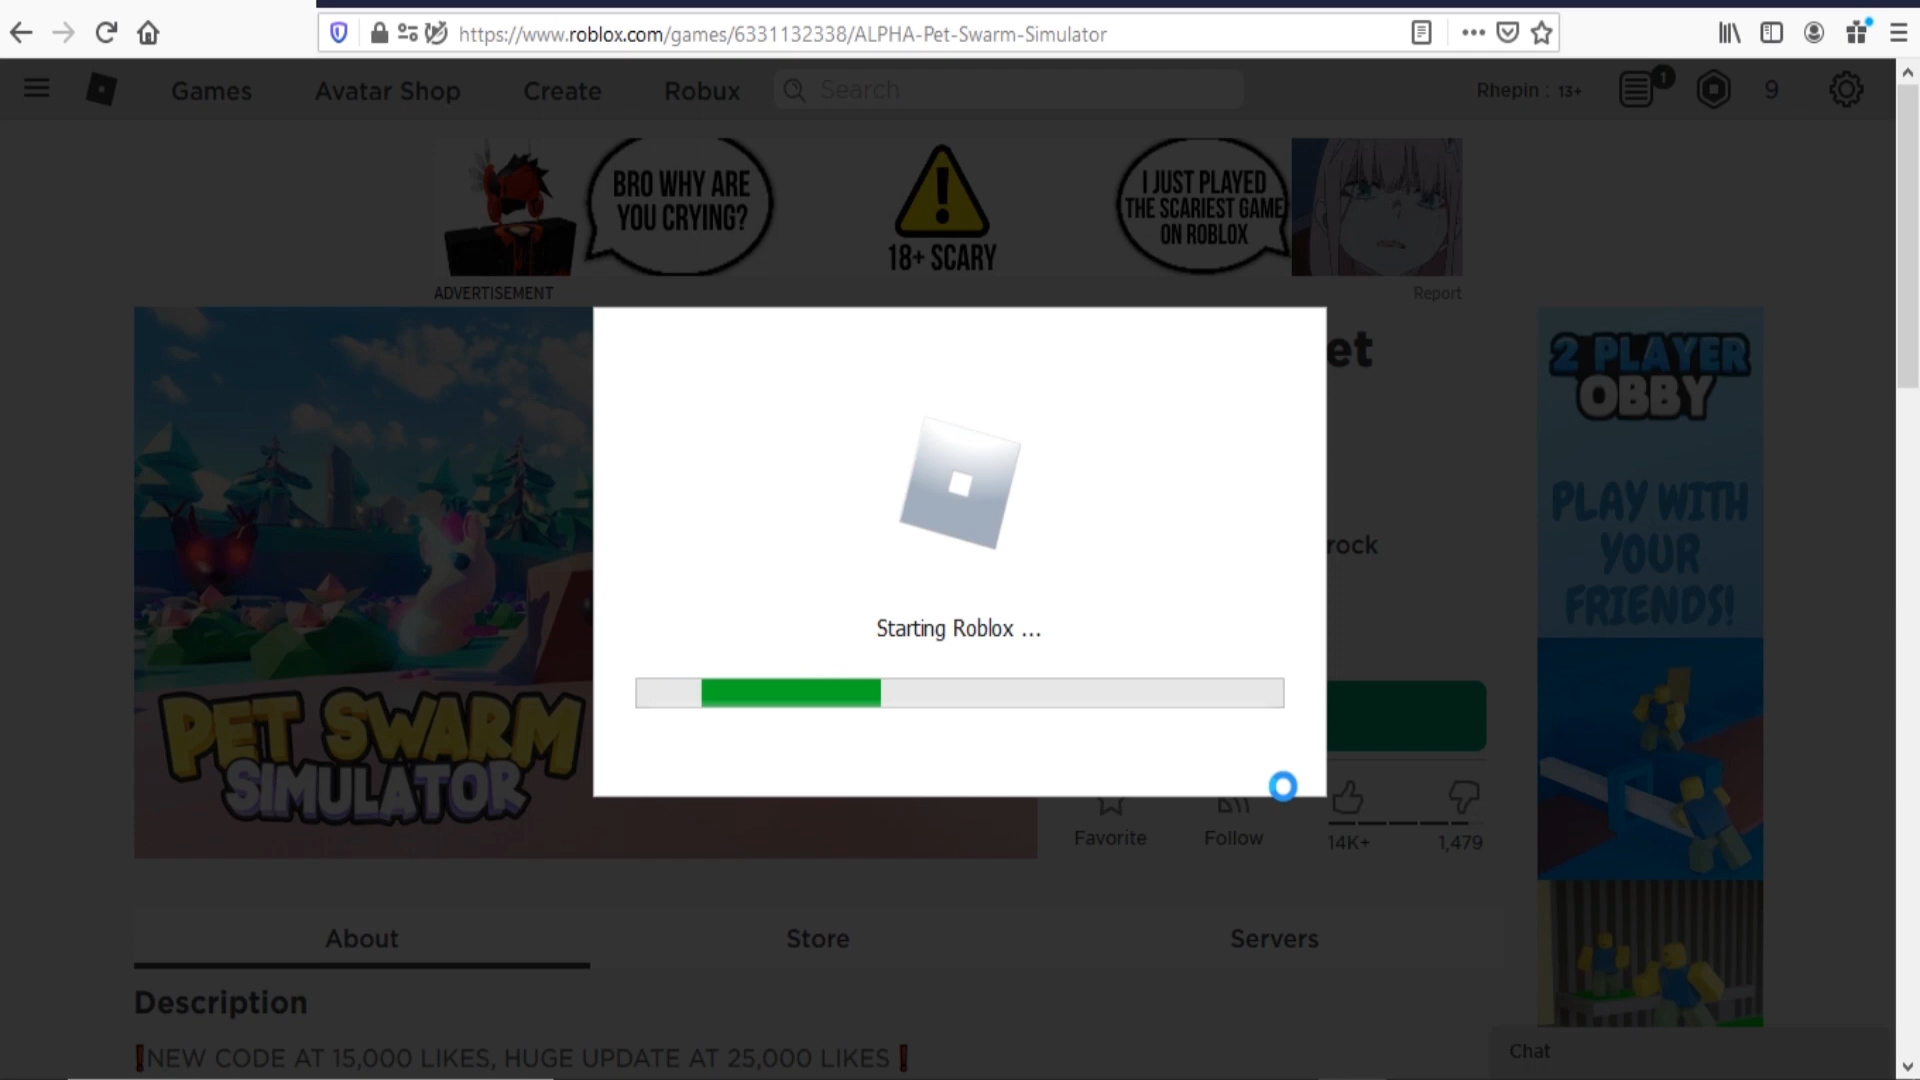 https://www.roblox.com/games/6331132338/ALPHA-Pet-Swarm-Simulator
Games
Avatar Shop
Create
Robux
Search
Rhepin : 13+
1
9
BRO WHY ARE
YOU CRYING?
18+ SCARY
I JUST PLAYED
THE SCARIEST GAME
ON ROBLOX
ADVERTISEMENT
Report
et
rock
PET SWARM
SIMULATOR
Starting Roblox ...
2 PLAYER
OBBY
PLAY WITH
YOUR
FRIENDS!
Favorite
Follow
14K+
1,479
About
Store
Servers
Description
❗NEW CODE AT 15,000 LIKES, HUGE UPDATE AT 25,000 LIKES❗
Chat